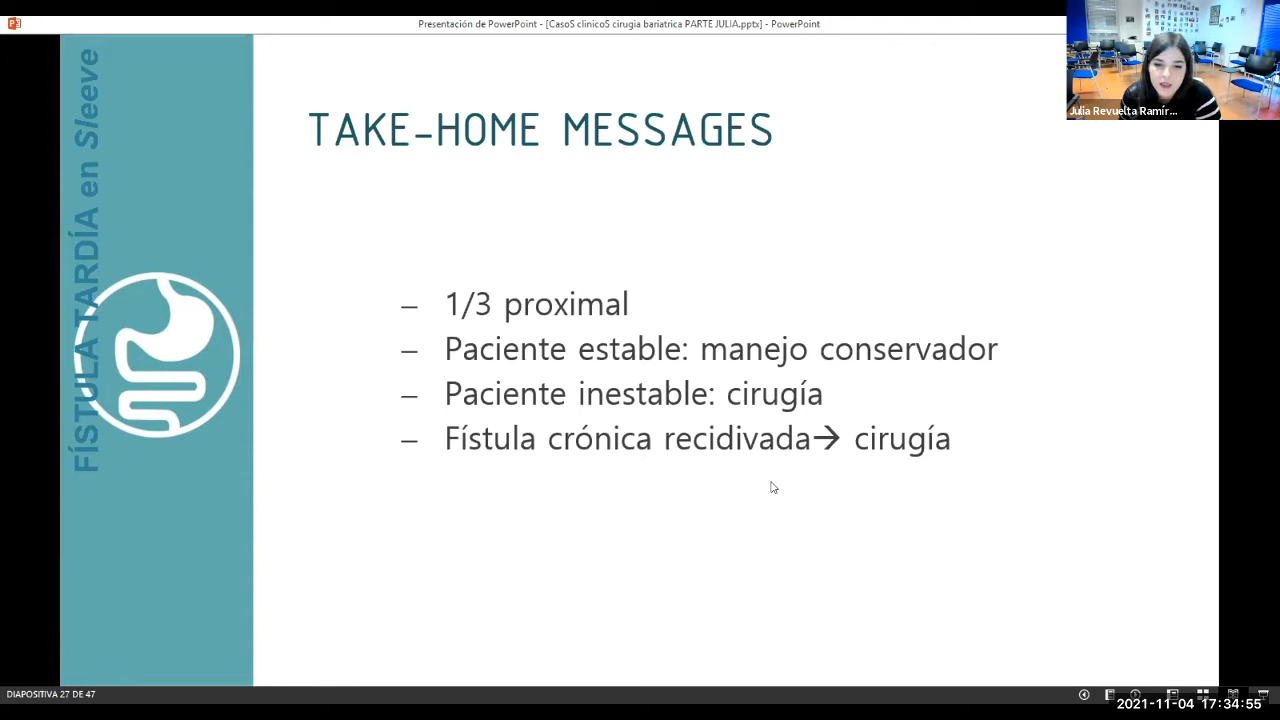 Presentación de PowerPoint - [CasoS clinicoS cirugia bariatrica PARTE JULIA.pptx] - PowerPoint
Julia Revuelta Ramír...
FÍSTULA TARDÍA en Sleeve
TAKE-HOME MESSAGES
– 1/3 proximal
– Paciente estable: manejo conservador
– Paciente inestable: cirugía
– Fístula crónica recidivada→ cirugía
DIAPOSITIVA 27 DE 47
2021-11-04 17:34:55